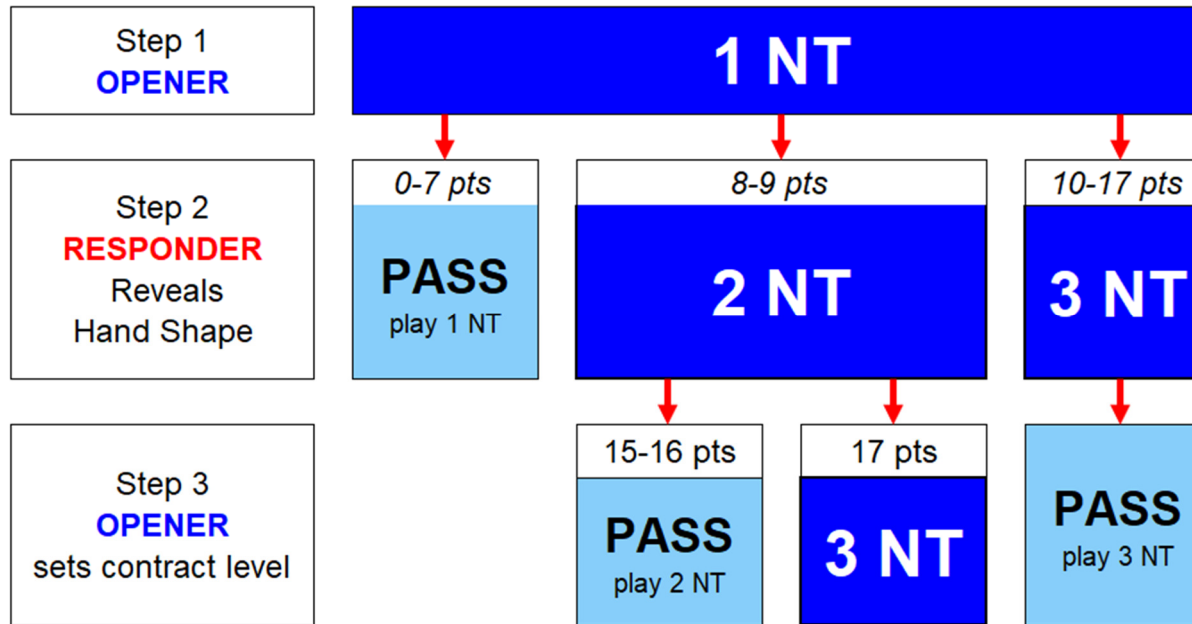 Step 1
OPENER
1 NT
Step 2
RESPONDER
Reveals
Hand Shape
0-7 pts
PASS
play 1 NT
8-9 pts
2 NT
10-17 pts
3 NT
Step 3
OPENER
sets contract level
15-16 pts
PASS
play 2 NT
17 pts
3 NT
PASS
play 3 NT